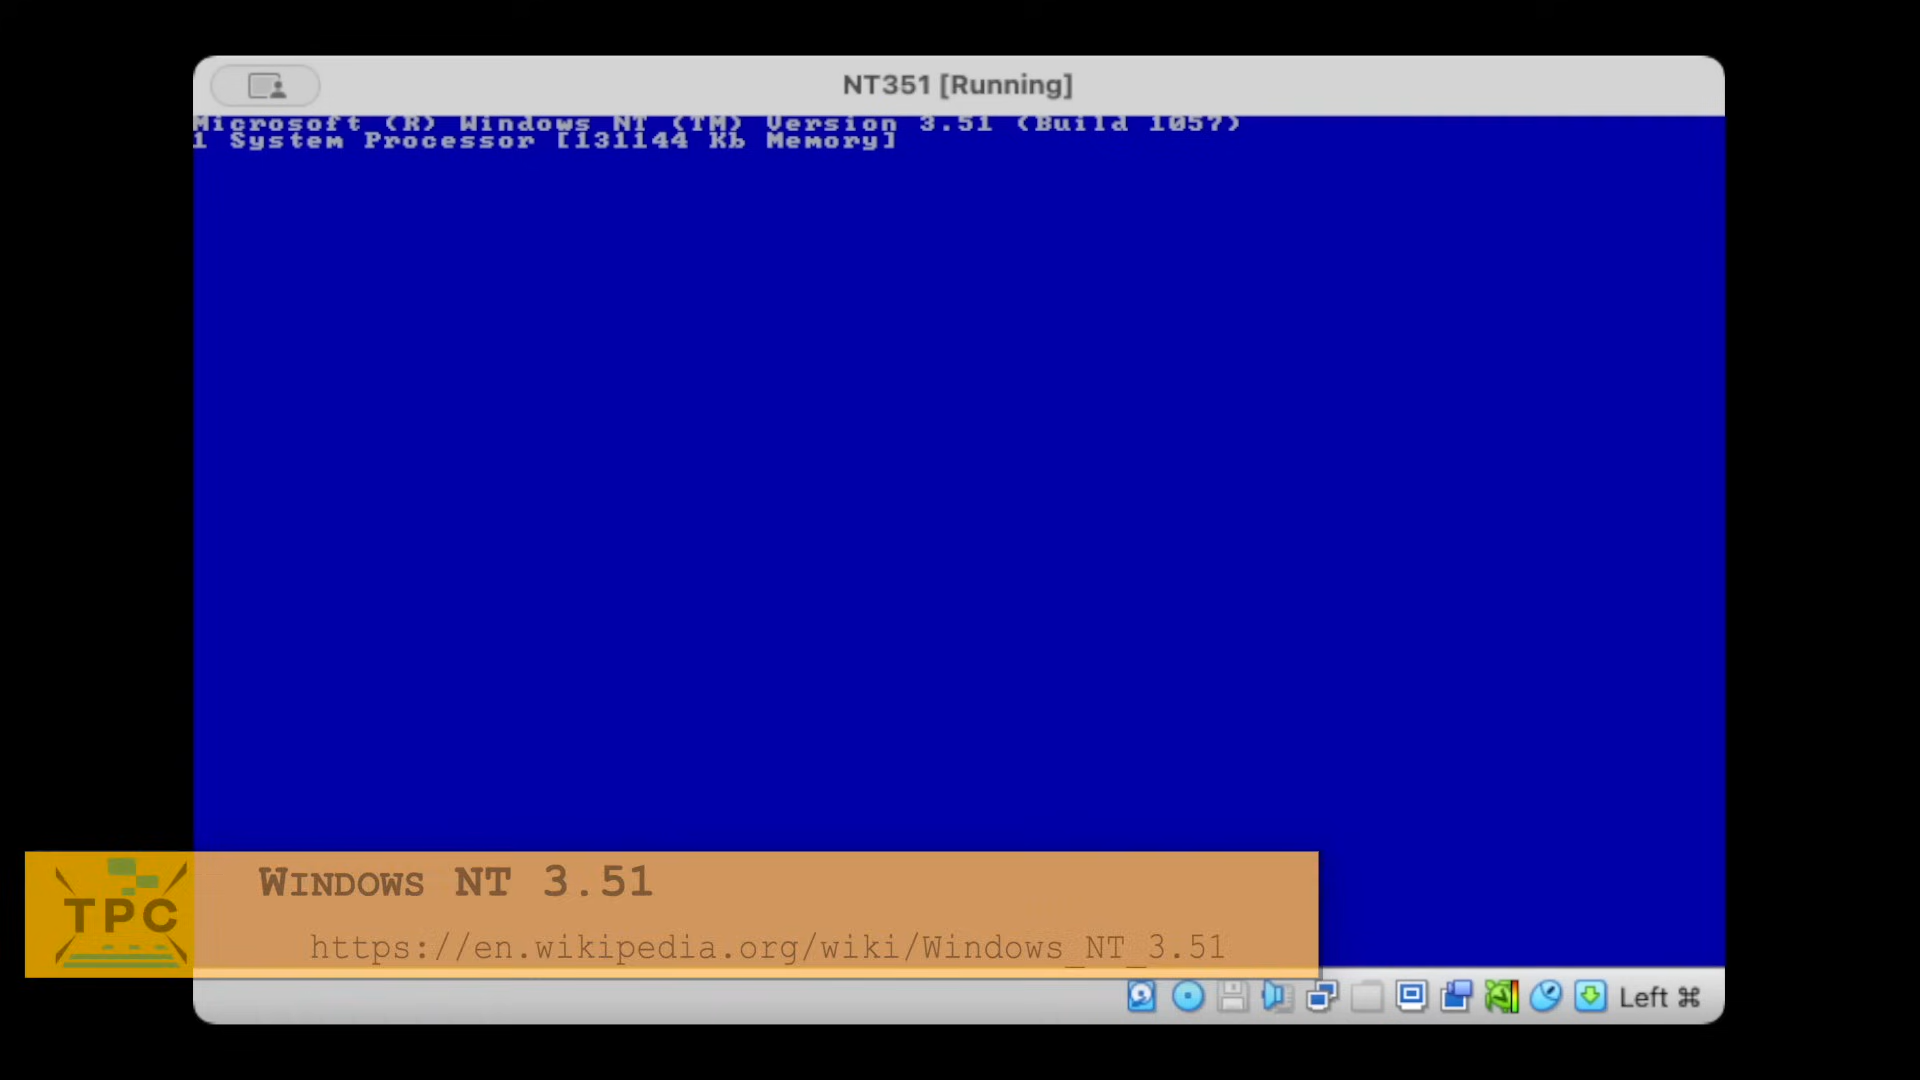 NT351 [Running]
Microsoft (R) Windows NT (TM) Version 3.51 (Build 1057)
1 System Processor [131144 Kb Memory]
TPC
WINDOWS NT 3.51
https://en.wikipedia.org/wiki/Windows_NT_3.51
Left ⌘